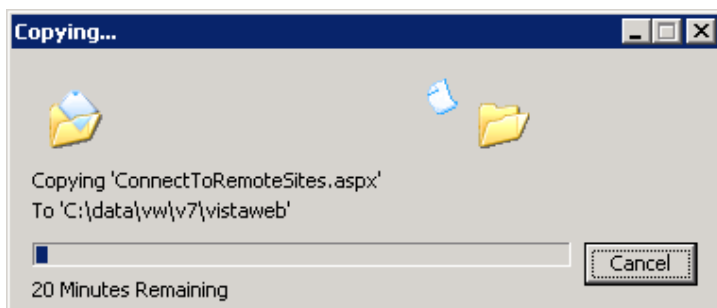 Copying...
Copying 'ConnectToRemoteSites.aspx'
To 'C:\data\vw\v7\vistaweb'
Cancel
20 Minutes Remaining